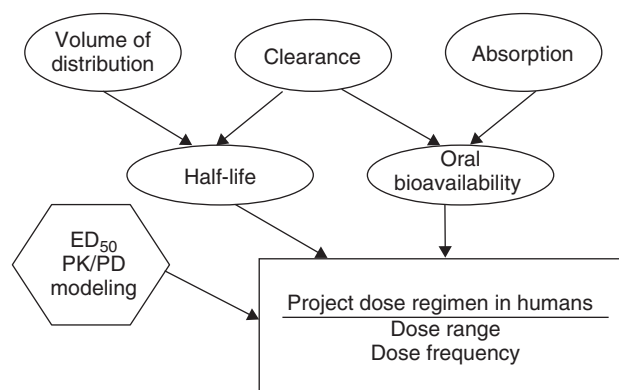 Volume of
distribution
Clearance
Absorption
Half-life
Oral
bioavailability
ED50
PK/PD
modeling
Project dose regimen in humans
Dose range
Dose frequency